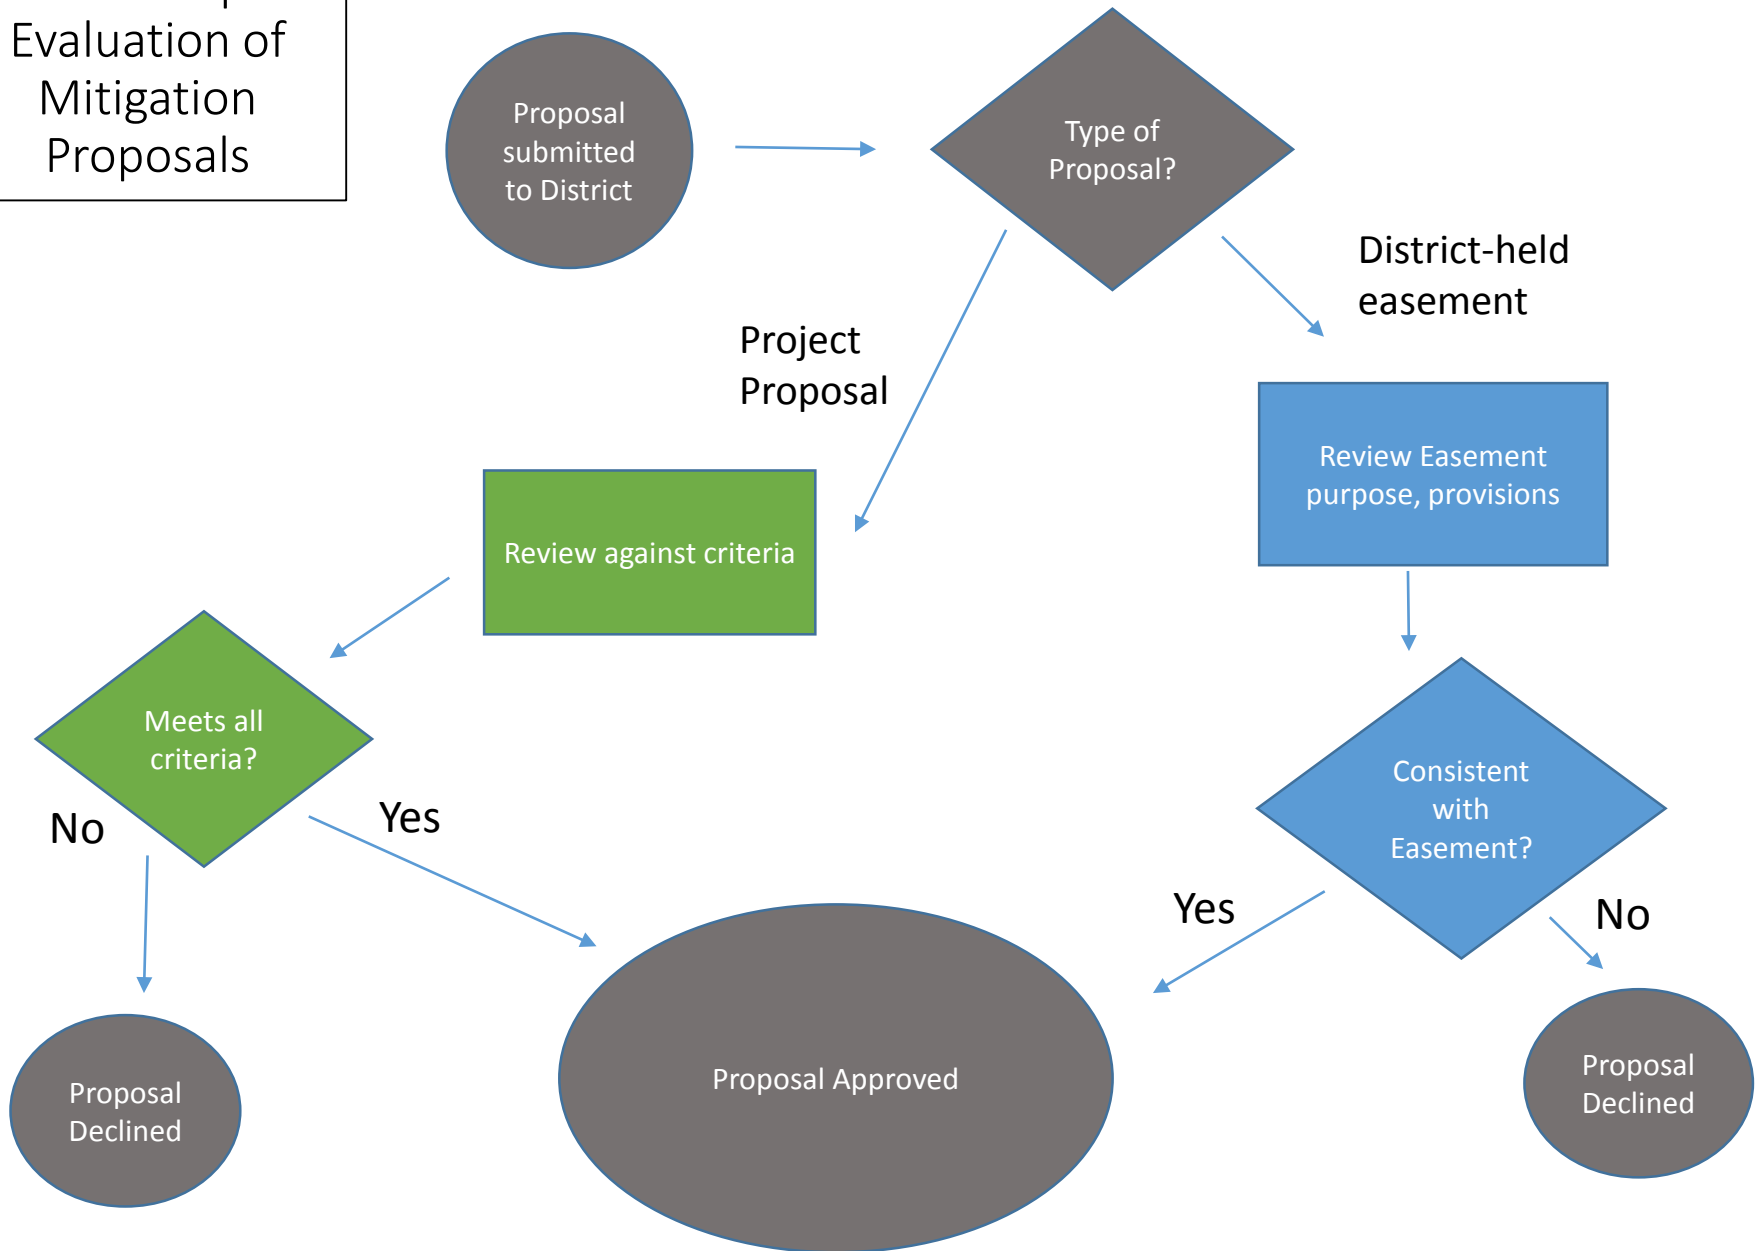 Evaluation of
Mitigation
Proposals
Proposal
submitted
to District
Type of
Proposal?
District-held
easement
Project
Proposal
Review Easement
purpose, provisions
Review against criteria
Meets all
criteria?
Consistent
with
Easement?
No
Yes
Yes
No
Proposal
Declined
Proposal Approved
Proposal
Declined